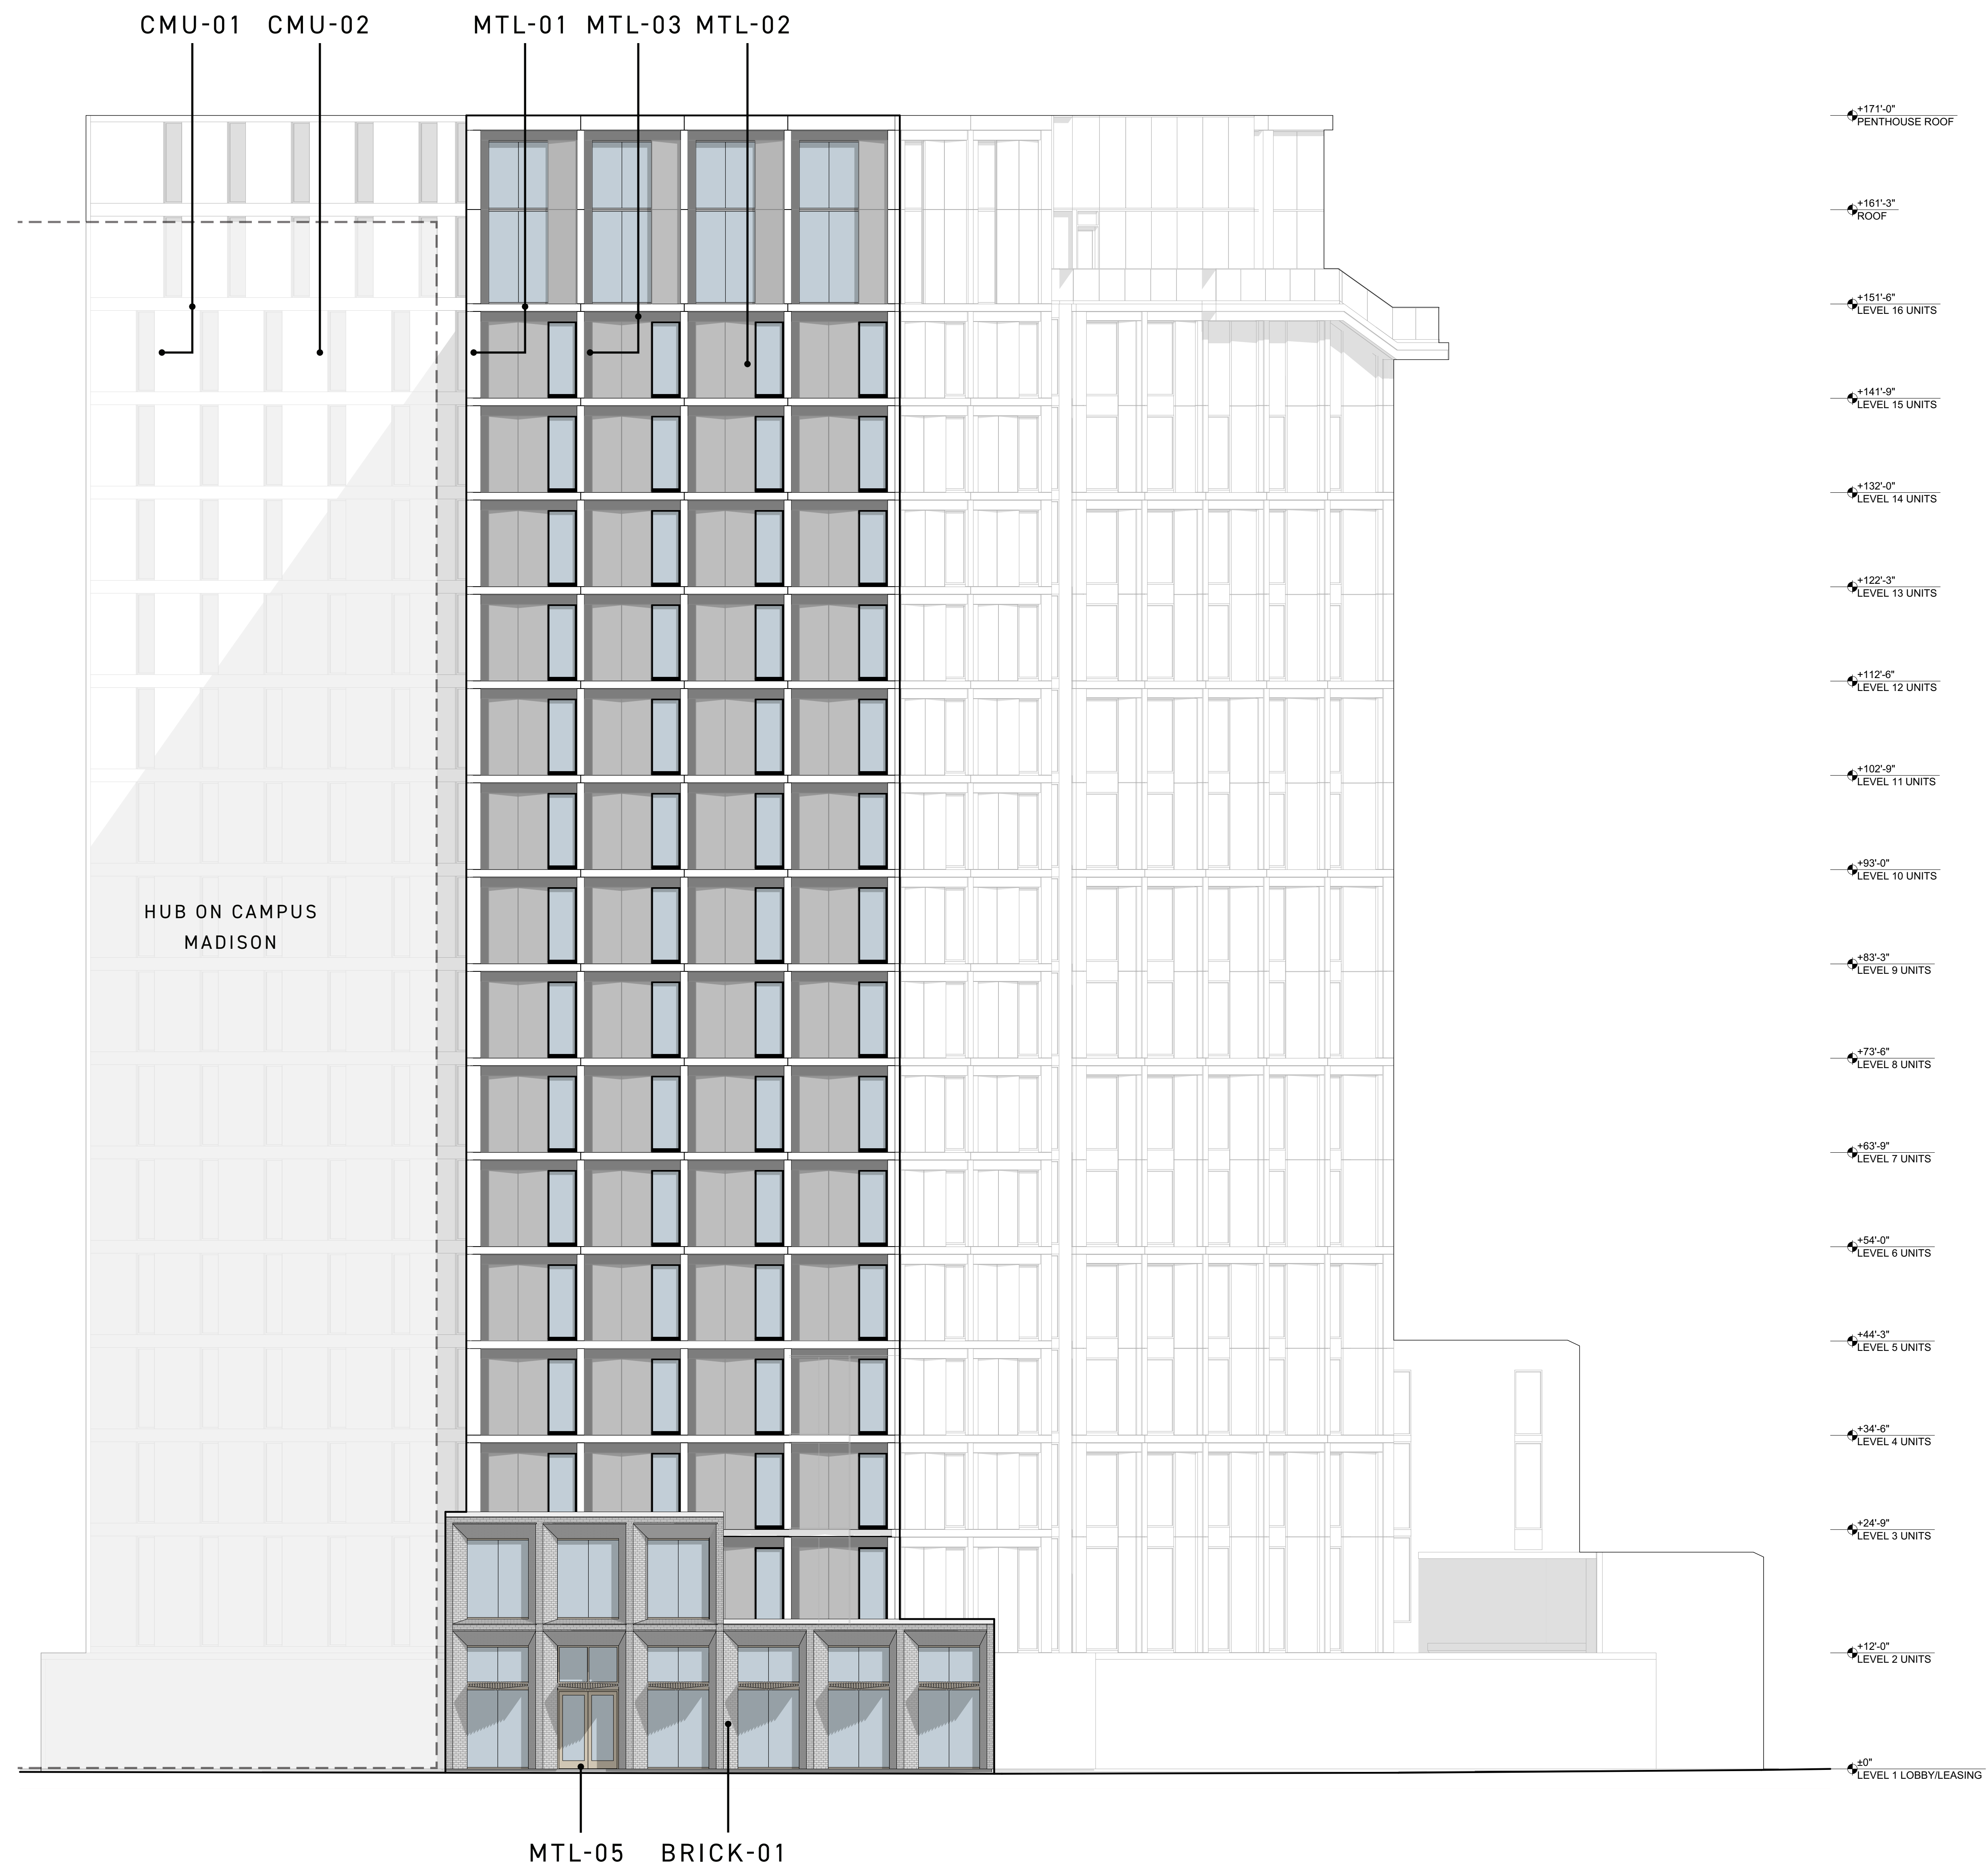 CMU-01 CMU-02 MTL-01 MTL-03 MTL-02
+171'-0"
PENTHOUSE ROOF
+161'-3"
ROOF
+151'-6"
LEVEL 16 UNITS
+141'-9"
LEVEL 15 UNITS
+132'-0"
LEVEL 14 UNITS
+122'-3"
LEVEL 13 UNITS
+112'-6"
LEVEL 12 UNITS
+102'-9"
LEVEL 11 UNITS
+93'-0"
LEVEL 10 UNITS
HUB ON CAMPUS
MADISON
+83'-3"
LEVEL 9 UNITS
+73'-6"
LEVEL 8 UNITS
+63'-9"
LEVEL 7 UNITS
+54'-0"
LEVEL 6 UNITS
+44'-3"
LEVEL 5 UNITS
+34'-6"
LEVEL 4 UNITS
+24'-9"
LEVEL 3 UNITS
+12'-0"
LEVEL 2 UNITS
±0"
LEVEL 1 LOBBY/LEASING
MTL-05 BRICK-01